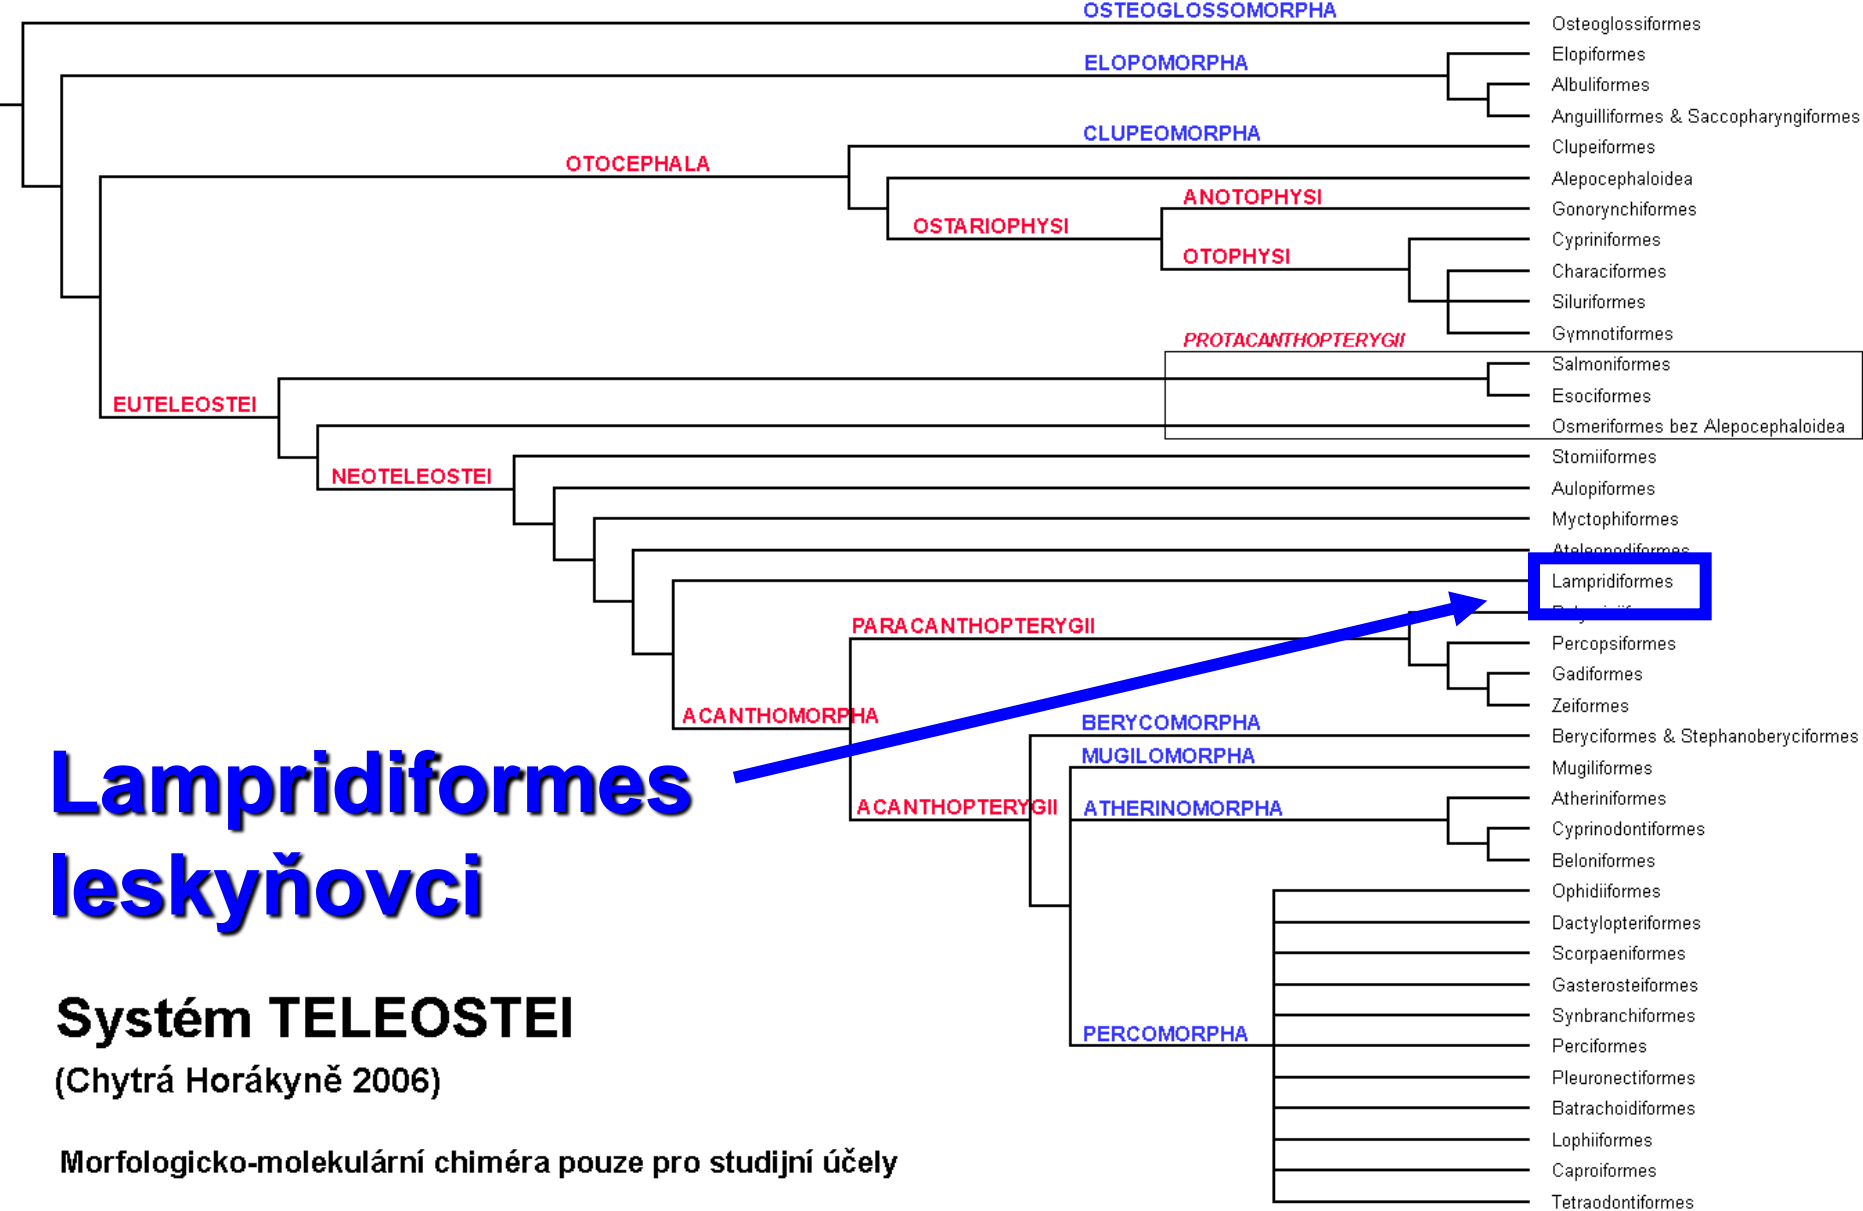 OSTEOGLOSSOMORPHA
Osteoglossiformes
ELOPOMORPHA
Elopiformes
Albuliformes
Anguilliformes & Saccopharyngiformes
CLUPEOMORPHA
Clupeiformes
OTOCEPHALA
Alepocephaloidea
ANOTOPHYSI
Gonorynchiformes
OSTARIOPHYSI
Cypriniformes
OTOPHYSI
Characiformes
Siluriformes
Gymnotiformes
PROTACANTHOPTERYGII
Salmoniformes
Esociformes
EUTELEOSTEI
Osmeriformes bez Alepocephaloidea
Stomiiformes
NEOTELEOSTEI
Aulopiformes
Myctophiformes
Ateleopodiformes
Lampridiformes
PARACANTHOPTERYGII
Percopsiformes
Gadiformes
Zeiformes
ACANTHOMORPHA
BERYCOMORPHA
Beryciformes & Stephanoberyciformes
MUGILOMORPHA
Mugiliformes
ACANTHOPTERYGII
ATHERINOMORPHA
Atheriniformes
Cyprinodontiformes
Beloniformes
Ophidiiformes
Dactylopteriformes
Scorpaeniformes
Gasterosteiformes
Synbranchiformes
PERCOMORPHA
Perciformes
Pleuronectiformes
Batrachoidiformes
Lophiiformes
Caproiformes
Tetraodontiformes
Lampridiformes
leskyňovci
Systém TELEOSTEI
(Chytrá Horákyně 2006)
Morfologicko-molekulární chiméra pouze pro studijní účely